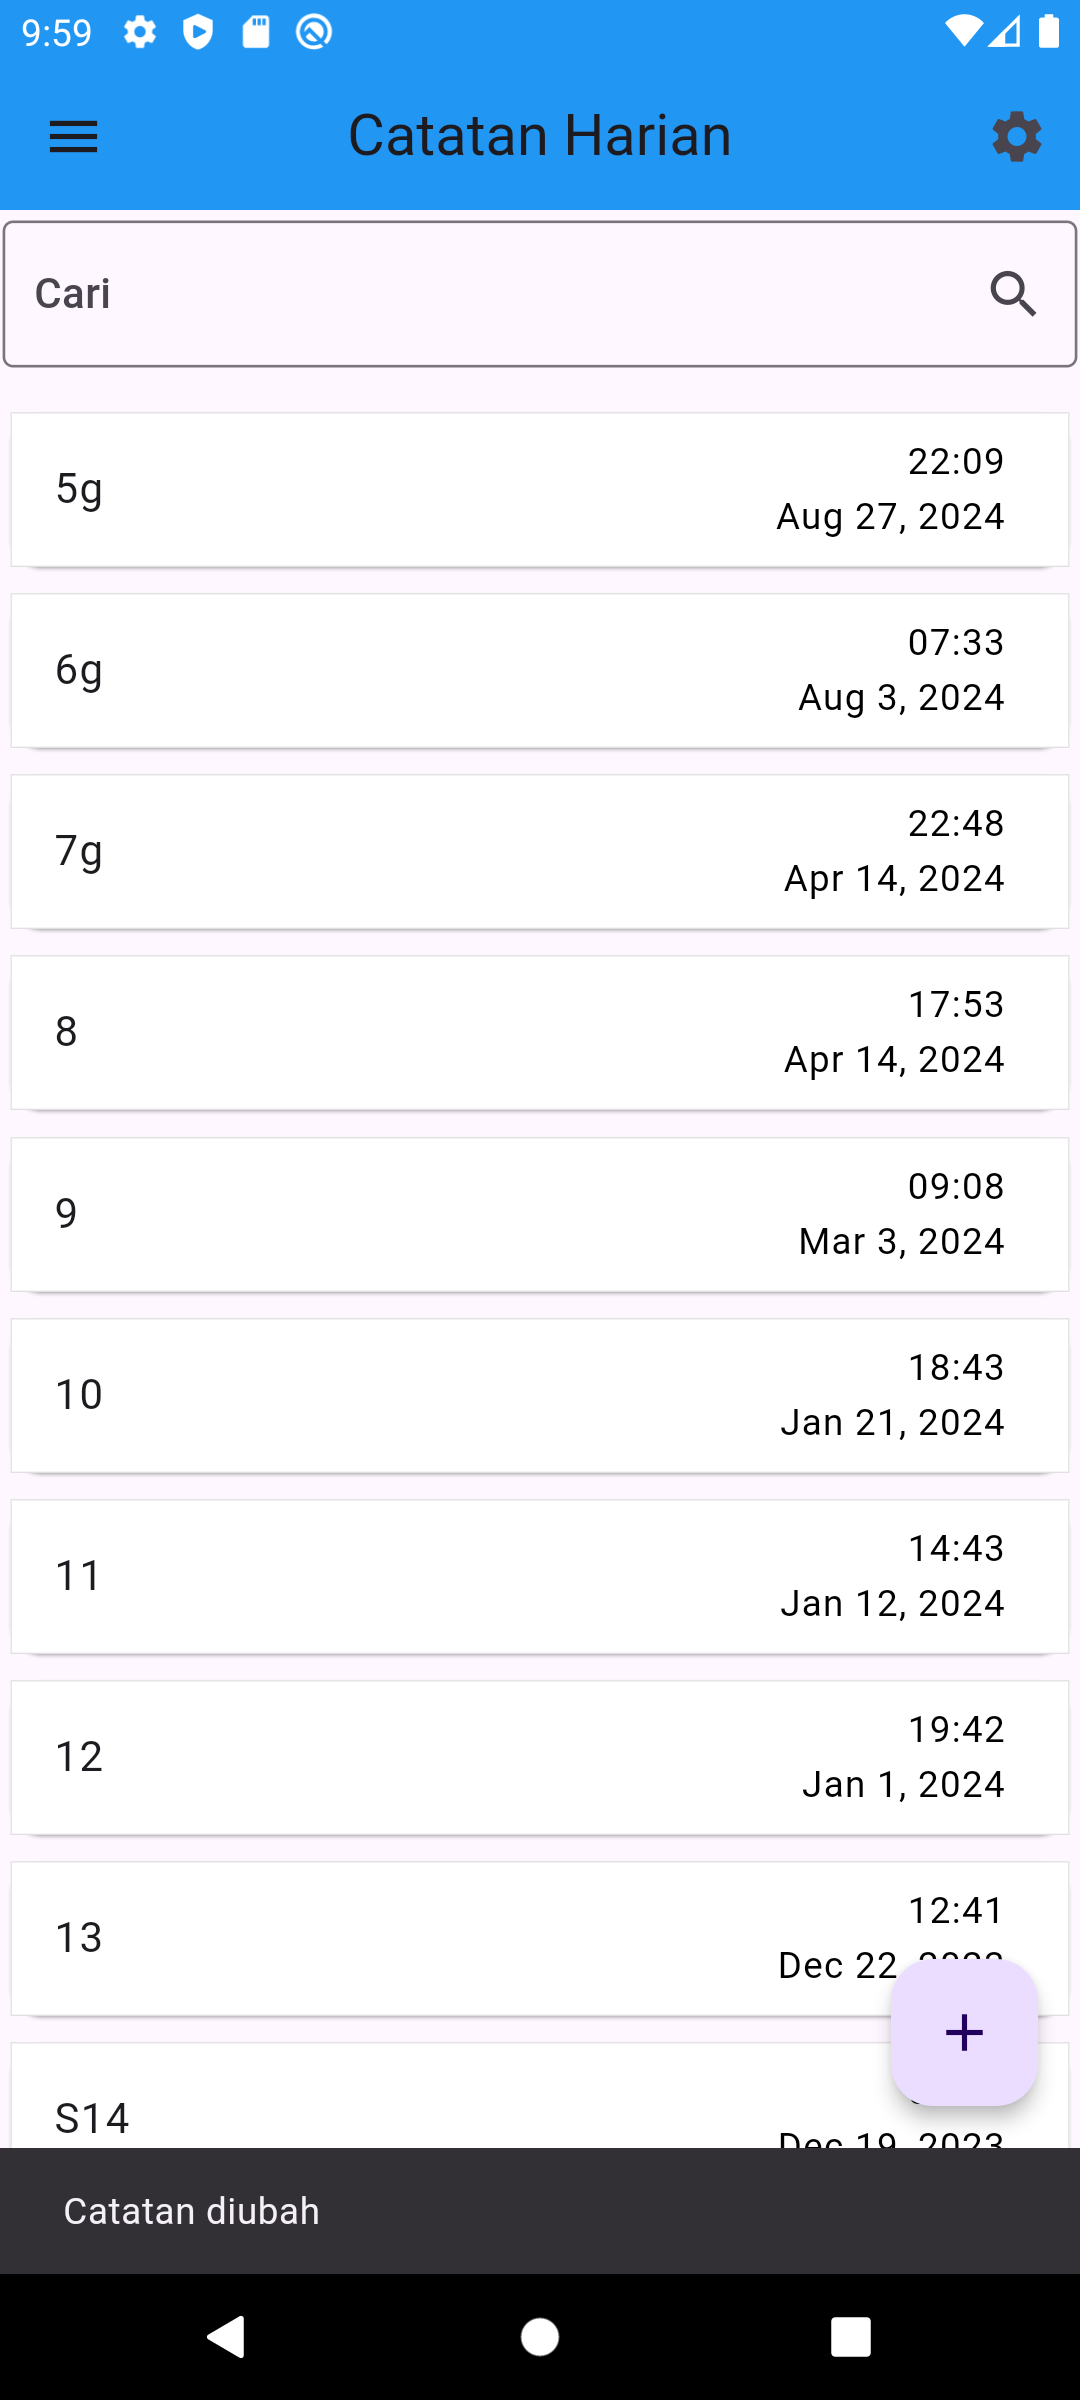 9:59
Catatan Harian
Cari
5g
22:09
Aug 27, 2024
6g
07:33
Aug 3, 2024
7g
22:48
Apr 14, 2024
8
17:53
Apr 14, 2024
9
09:08
Mar 3, 2024
10
18:43
Jan 21, 2024
11
14:43
Jan 12, 2024
12
19:42
Jan 1, 2024
13
12:41
Dec 22, 2023
S14
Dec 19, 2023
Catatan diubah